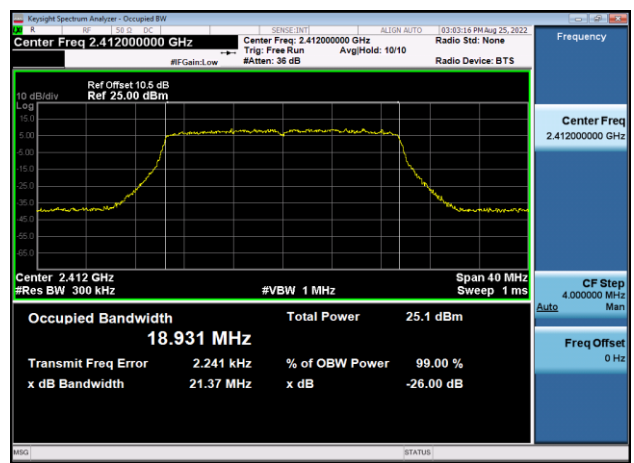 Keysight Spectrum Analyzer - Occupied BW
R RF 50 Ω DC SENSE:INT ALIGN AUTO 03:03:16 PM Aug 25, 2022
Center Freq 2.412000000 GHz
Center Freq: 2.412000000 GHz
Radio Std: None
Trig: Free Run Avg|Hold: 10/10
#IFGain:Low #Atten: 36 dB Radio Device: BTS
Frequency
Ref Offset 10.5 dB
10 dB/div Ref 25.00 dBm
Log
15.0
5.00
-5.00
-15.0
-25.0
-35.0
-45.0
-55.0
-65.0
Center 2.412 GHz Span 40 MHz
#Res BW 300 kHz #VBW 1 MHz Sweep 1 ms
Center Freq
2.412000000 GHz
CF Step
4.000000 MHz
Auto Man
Freq Offset
0 Hz
Occupied Bandwidth Total Power 25.1 dBm
18.931 MHz
Transmit Freq Error 2.241 kHz % of OBW Power 99.00 %
x dB Bandwidth 21.37 MHz x dB -26.00 dB
MSG STATUS